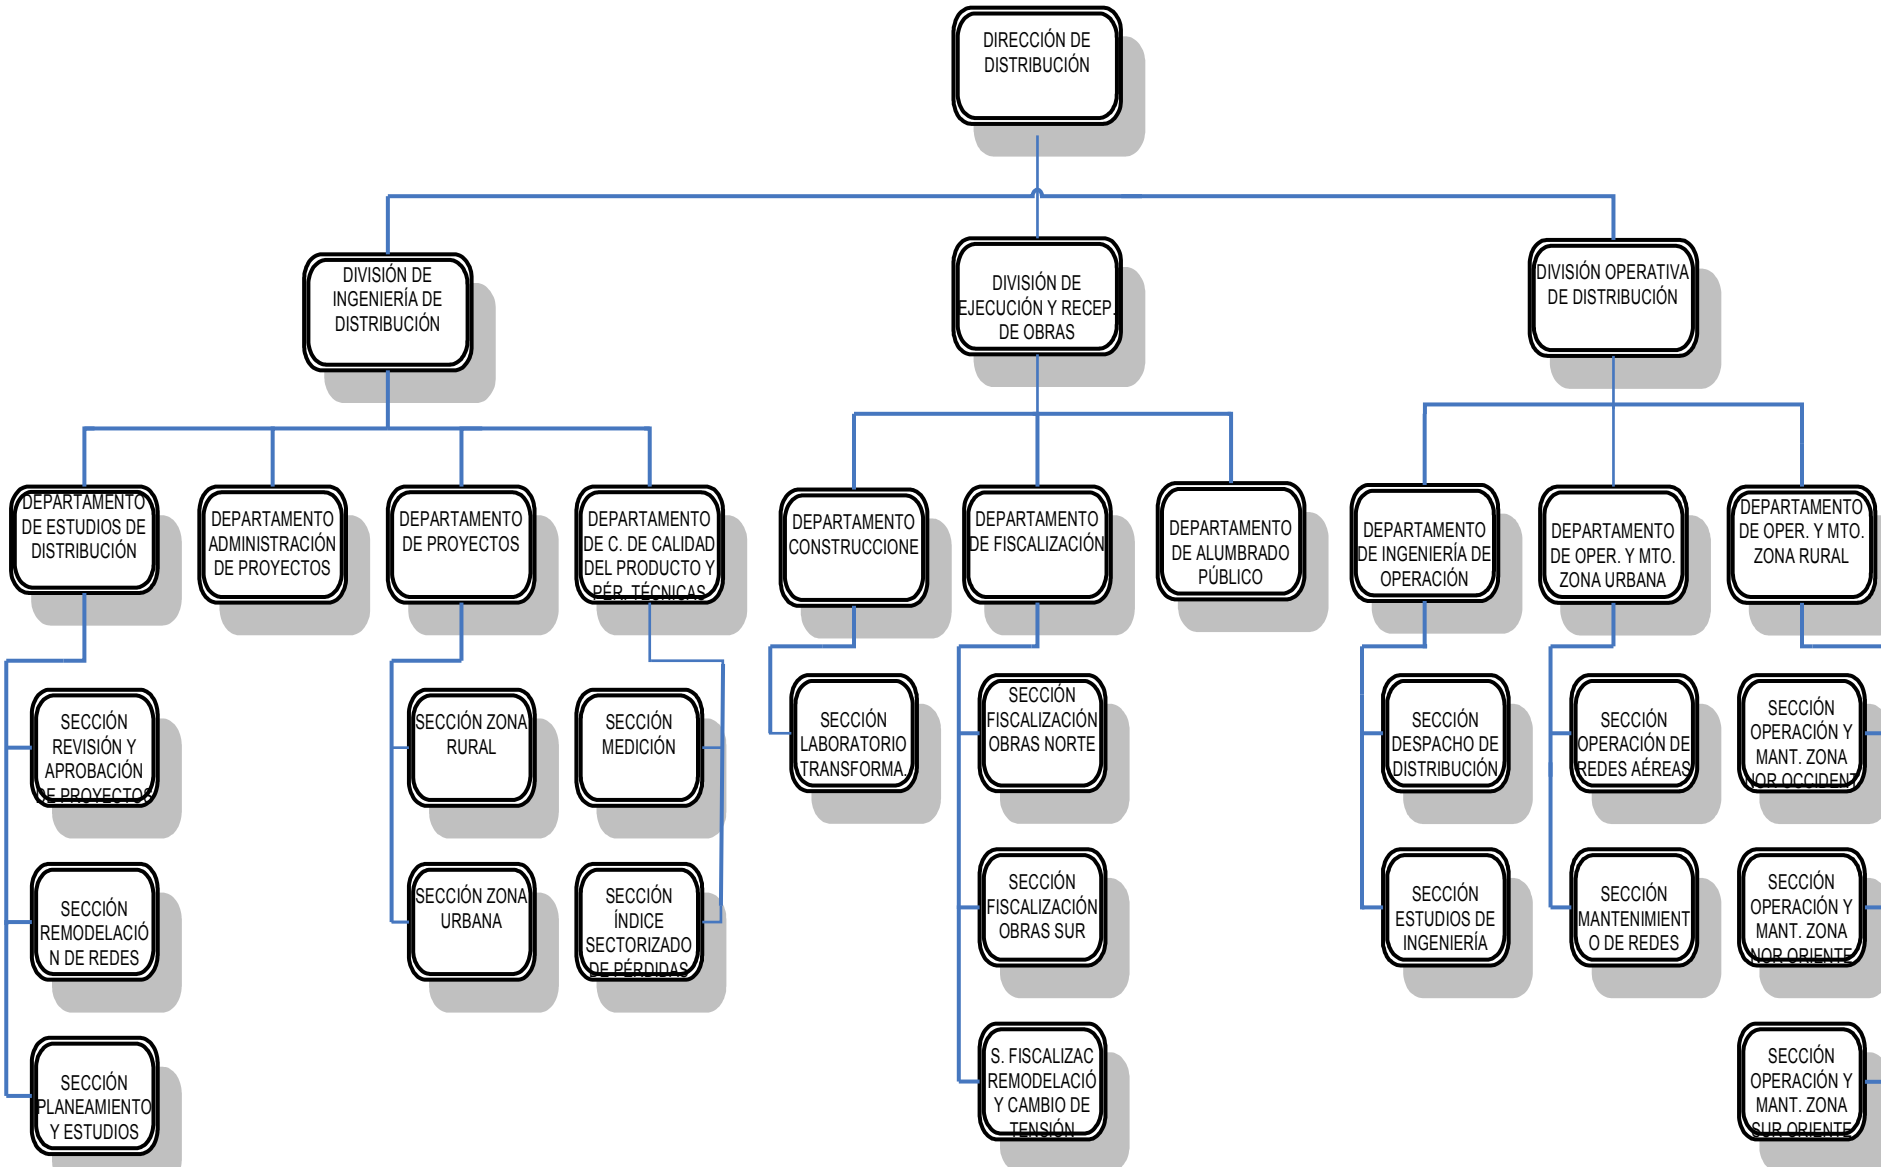 DIRECCIÓN DE
DISTRIBUCIÓN
DIVISIÓN DE
INGENIERÍA DE
DISTRIBUCIÓN
DIVISIÓN DE
EJECUCIÓN Y RECEP.
DE OBRAS
DIVISIÓN OPERATIVA
DE DISTRIBUCIÓN
DEPARTAMENTO
DE ESTUDIOS DE
DISTRIBUCIÓN
DEPARTAMENTO
ADMINISTRACIÓN
DE PROYECTOS
DEPARTAMENTO
DE PROYECTOS
DEPARTAMENTO
DE C. DE CALIDAD
DEL PRODUCTO Y
PÉR. TÉCNICAS
DEPARTAMENTO
CONSTRUCCIONE
DEPARTAMENTO
DE FISCALIZACIÓN
DEPARTAMENTO
DE ALUMBRADO
PÚBLICO
DEPARTAMENTO
DE INGENIERÍA DE
OPERACIÓN
DEPARTAMENTO
DE OPER. Y MTO.
ZONA URBANA
DEPARTAMENTO
DE OPER. Y MTO.
ZONA RURAL
SECCIÓN
REVISIÓN Y
APROBACIÓN
DE PROYECTOS
SECCIÓN ZONA
RURAL
SECCIÓN
MEDICIÓN
SECCIÓN
LABORATORIO
TRANSFORMA.
SECCIÓN
FISCALIZACIÓN
OBRAS NORTE
SECCIÓN
DESPACHO DE
DISTRIBUCIÓN
SECCIÓN
OPERACIÓN DE
REDES AÉREAS
SECCIÓN
OPERACIÓN Y
MANT. ZONA
NOR OCCIDENT
SECCIÓN
REMODELACIÓ
N DE REDES
SECCIÓN ZONA
URBANA
SECCIÓN
ÍNDICE
SECTORIZADO
DE PÉRDIDAS
SECCIÓN
FISCALIZACIÓN
OBRAS SUR
SECCIÓN
ESTUDIOS DE
INGENIERÍA
SECCIÓN
MANTENIMIENT
O DE REDES
SECCIÓN
OPERACIÓN Y
MANT. ZONA
NOR ORIENTE
SECCIÓN
PLANEAMIENTO
Y ESTUDIOS
S. FISCALIZAC
REMODELACIÓ
Y CAMBIO DE
TENSIÓN
SECCIÓN
OPERACIÓN Y
MANT. ZONA
SUR ORIENTE